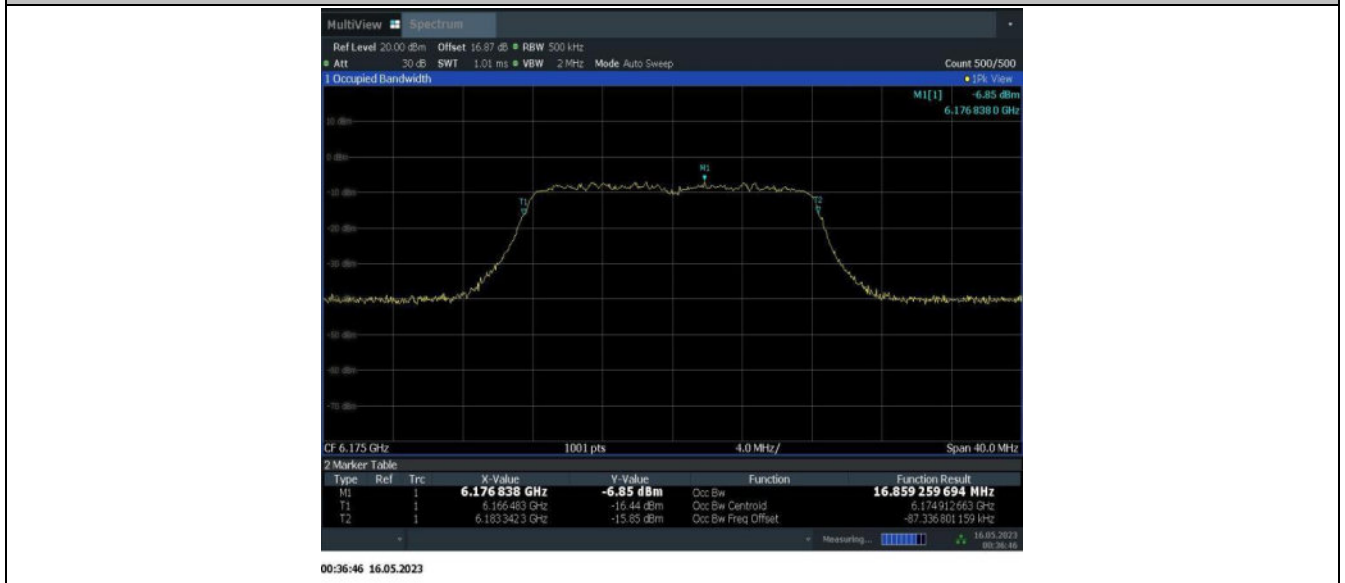 MultiView Spectrum
Ref Level 20.00 dBm Offset 16.87 dB RBW 500 kHz
Att 30 dB SWT 1.01 ms VBW 2 MHz Mode Auto Sweep Count 500/500
1 Occupied Bandwidth 1Pk View
M1[1] -6.85 dBm
6.176 838 0 GHz
10 dBm
0 dBm
M1
-10 dBm
T1
T2
-20 dBm
-30 dBm
-50 dBm
-60 dBm
-70 dBm
CF 6.175 GHz 1001 pts 4.0 MHz/ Span 40.0 MHz
2 Marker Table
Type Ref Trc X-Value Y-Value Function Function Result
M1 1 6.176 838 GHz -6.85 dBm Occ Bw 16.859 259 694 MHz
T1 1 6.166 483 GHz -16.44 dBm Occ Bw Centroid 6.174 912 663 GHz
T2 1 6.183 342 3 GHz -15.85 dBm Occ Bw Freq Offset -87.336 801 159 kHz
Measuring... 16.05.2023
00:36:46
00:36:46 16.05.2023